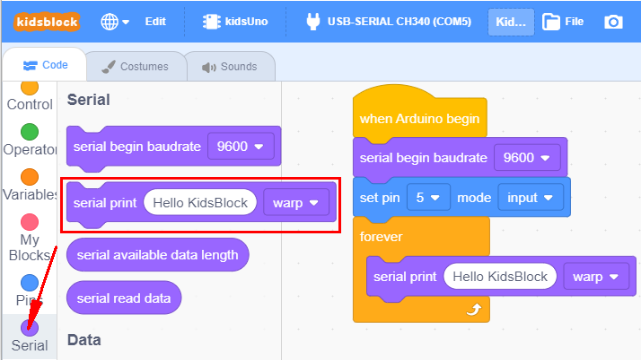 kidsblock
Edit
kidsUno
USB-SERIAL CH340 (COM5)
Kid...
File
Code
Costumes
Sounds
Control
Operator
Variables
My
Blocks
Pins
Serial
Serial
serial begin baudrate 9600
serial print Hello KidsBlock warp
serial available data length
serial read data
Data
when Arduino begin
serial begin baudrate 9600
set pin 5 mode input
forever
serial print Hello KidsBlock warp